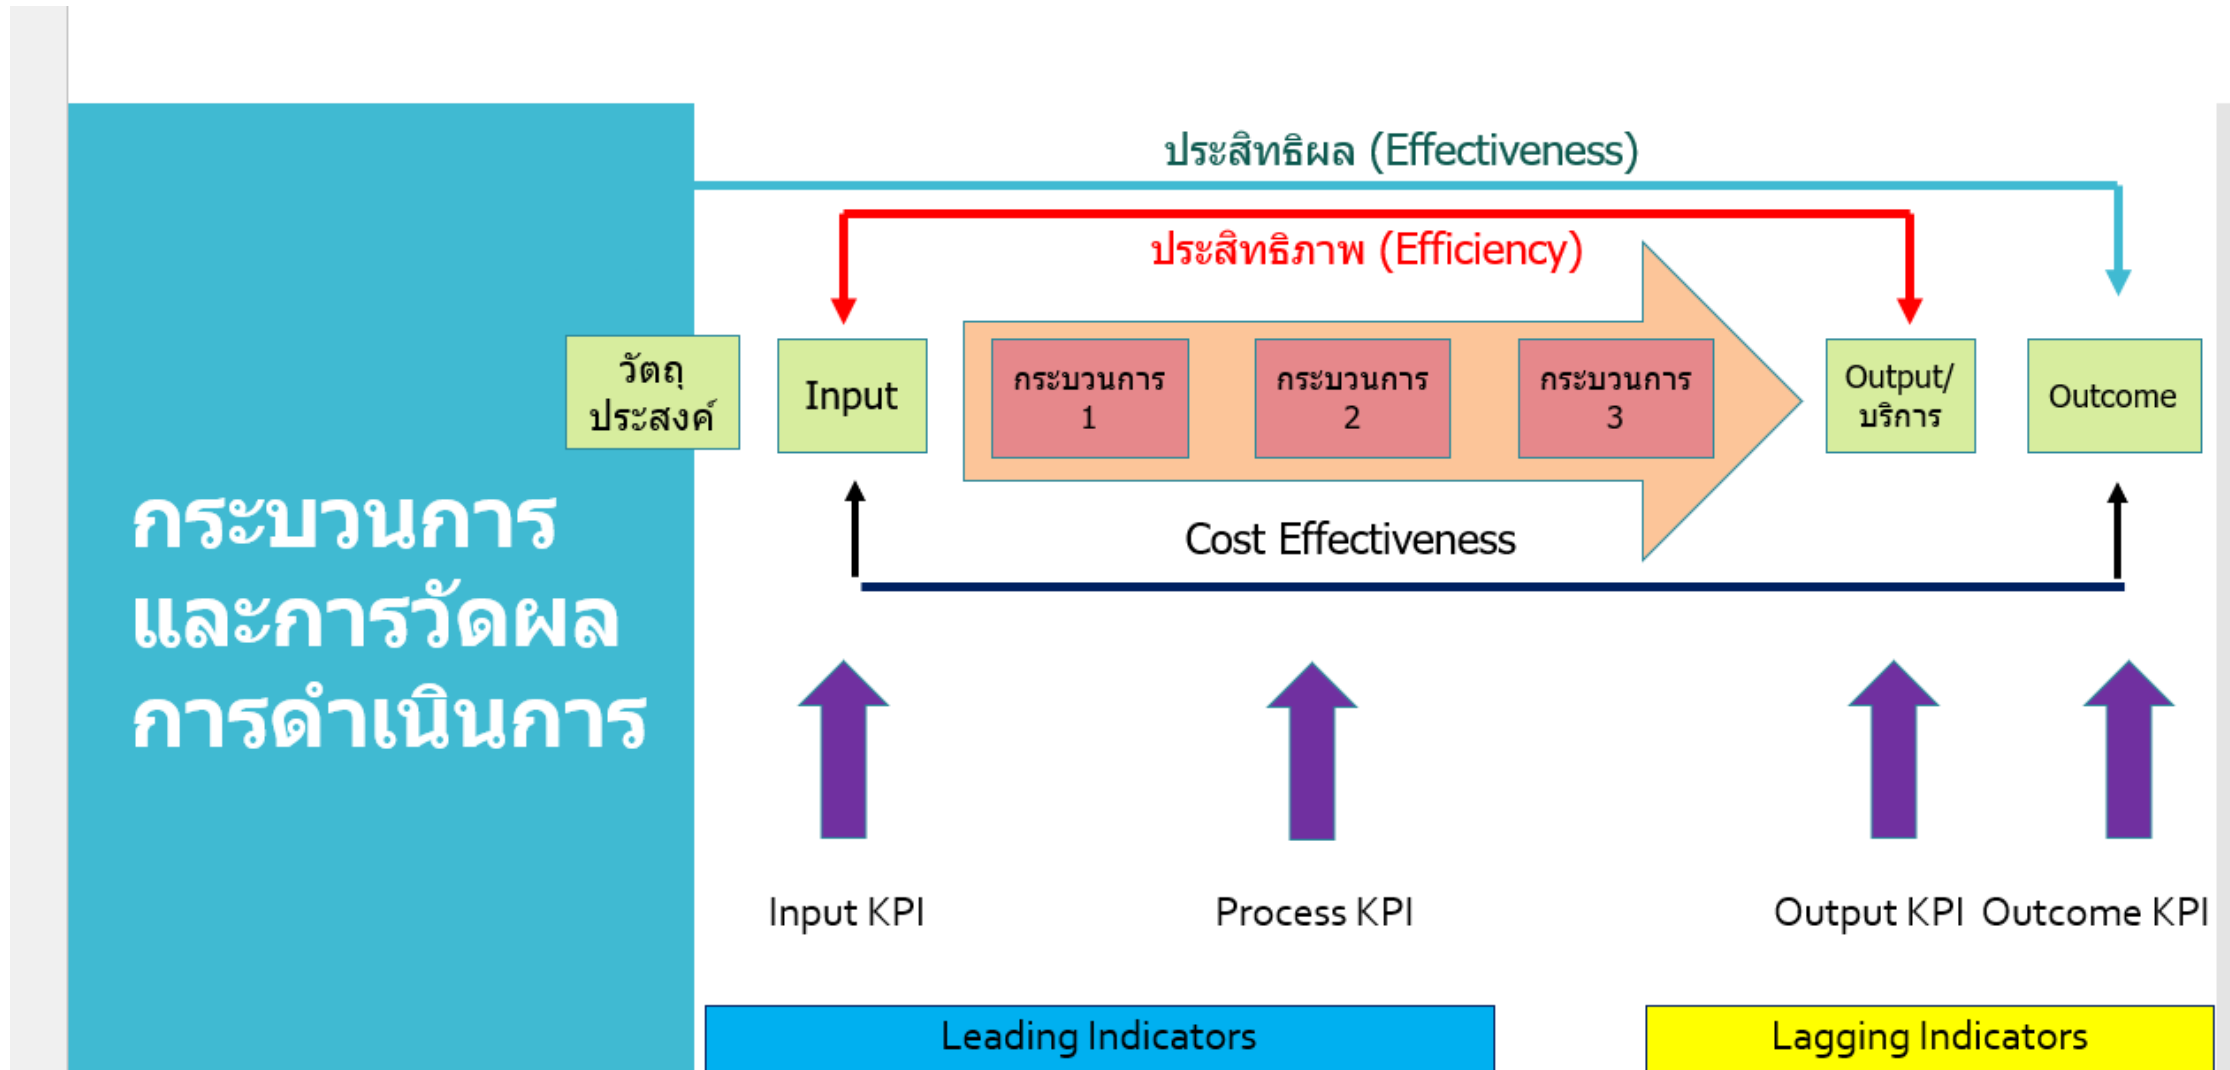 กระบวนการ
และการวัดผล
การดำเนินการ
ประสิทธิผล (Effectiveness)
ประสิทธิภาพ (Efficiency)
วัตถุ
ประสงค์
Input
กระบวนการ
1
กระบวนการ
2
กระบวนการ
3
Output/
บริการ
Outcome
Cost Effectiveness
Input KPI
Process KPI
Output KPI
Outcome KPI
Leading Indicators
Lagging Indicators